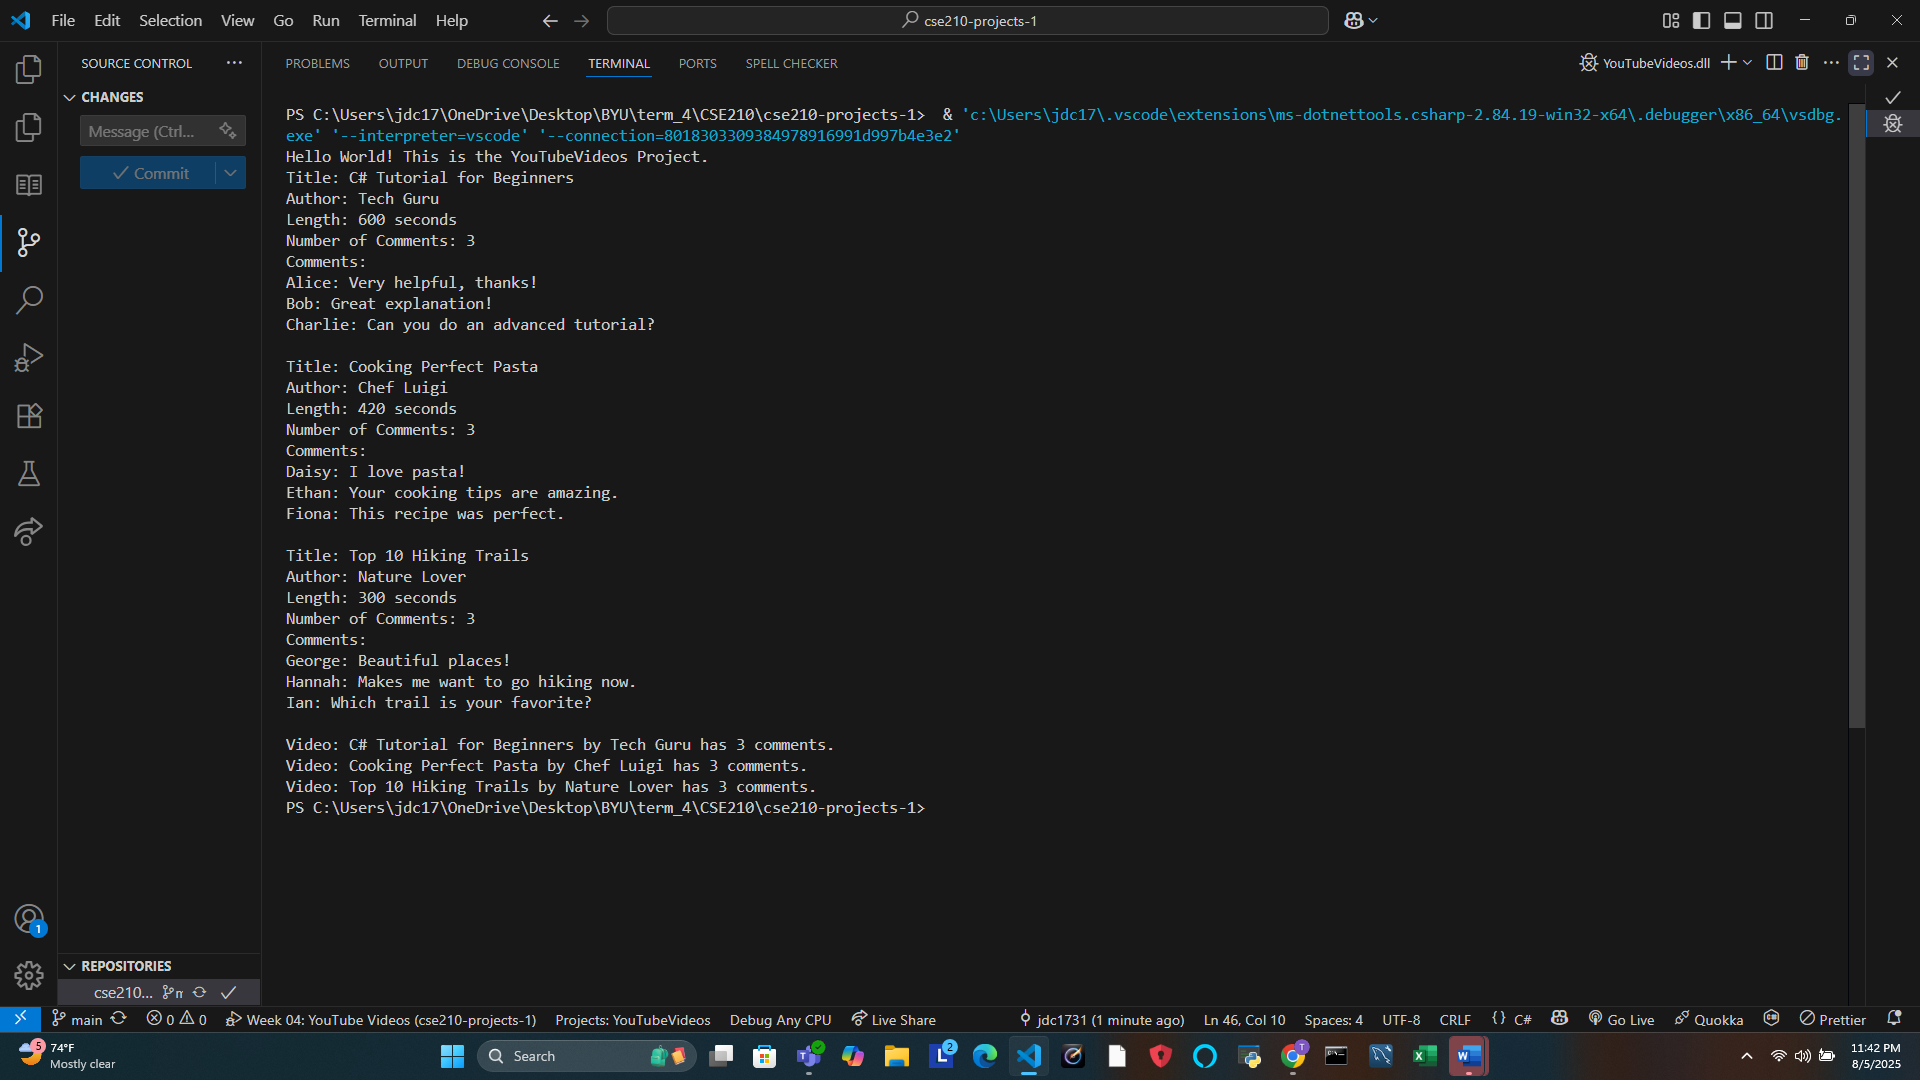 File Edit Selection View Go Run Terminal Help
cse210-projects-1
SOURCE CONTROL
PROBLEMS OUTPUT DEBUG CONSOLE TERMINAL PORTS SPELL CHECKER
YouTubeVideos.dll
CHANGES
Message (Ctrl...
Commit
PS C:\Users\jdc17\OneDrive\Desktop\BYU\term_4\CSE210\cse210-projects-1> & 'c:\Users\jdc17\.vscode\extensions\ms-dotnettools.csharp-2.84.19-win32-x64\.debugger\x86_64\vsdbg.
exe' '--interpreter=vscode' '--connection=8018303309384978916991d997b4e3e2'
Hello World! This is the YouTubeVideos Project.
Title: C# Tutorial for Beginners
Author: Tech Guru
Length: 600 seconds
Number of Comments: 3
Comments:
Alice: Very helpful, thanks!
Bob: Great explanation!
Charlie: Can you do an advanced tutorial?
Title: Cooking Perfect Pasta
Author: Chef Luigi
Length: 420 seconds
Number of Comments: 3
Comments:
Daisy: I love pasta!
Ethan: Your cooking tips are amazing.
Fiona: This recipe was perfect.
Title: Top 10 Hiking Trails
Author: Nature Lover
Length: 300 seconds
Number of Comments: 3
Comments:
George: Beautiful places!
Hannah: Makes me want to go hiking now.
Ian: Which trail is your favorite?
Video: C# Tutorial for Beginners by Tech Guru has 3 comments.
Video: Cooking Perfect Pasta by Chef Luigi has 3 comments.
Video: Top 10 Hiking Trails by Nature Lover has 3 comments.
PS C:\Users\jdc17\OneDrive\Desktop\BYU\term_4\CSE210\cse210-projects-1>
1
REPOSITORIES
cse210... m
main 0 0 Week 04: YouTube Videos (cse210-projects-1) Projects: YouTubeVideos Debug Any CPU Live Share
jdc1731 (1 minute ago) Ln 46, Col 10 Spaces: 4 UTF-8 CRLF {} C# Go Live Quokka Prettier
5 74°F
Mostly clear
Search
L 2
T
W
11:42 PM
8/5/2025